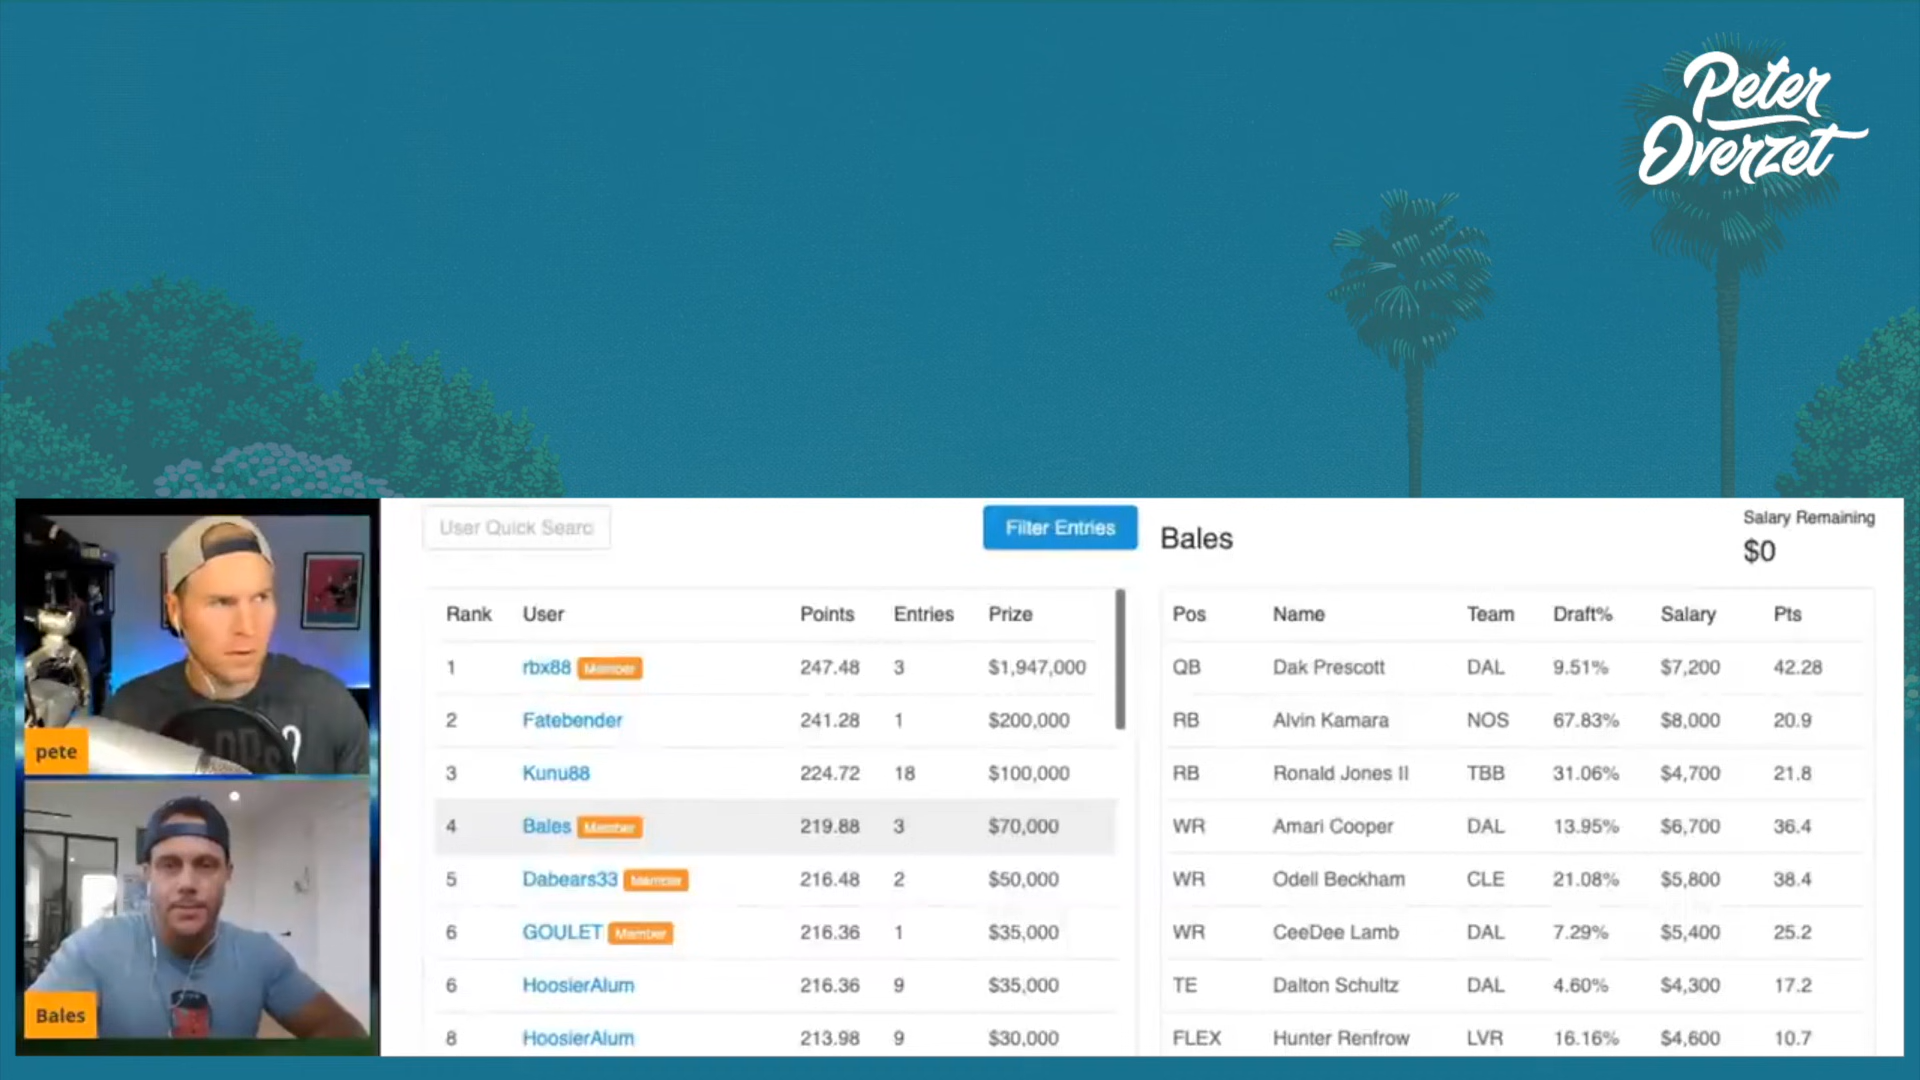 Peter
Overzet
User Quick Searc
Filter Entries
Bales
Salary Remaining
$0
Rank User Points Entries Prize
1 rbx88 Member 247.48 3 $1,947,000
2 Fatebender 241.28 1 $200,000
3 Kunu88 224.72 18 $100,000
4 Bales Member 219.88 3 $70,000
5 Dabears33 Member 216.48 2 $50,000
6 GOULET Member 216.36 1 $35,000
6 HoosierAlum 216.36 9 $35,000
8 HoosierAlum 213.98 9 $30,000
Pos Name Team Draft% Salary Pts
QB Dak Prescott DAL 9.51% $7,200 42.28
RB Alvin Kamara NOS 67.83% $8,000 20.9
RB Ronald Jones II TBB 31.06% $4,700 21.8
WR Amari Cooper DAL 13.95% $6,700 36.4
WR Odell Beckham CLE 21.08% $5,800 38.4
WR CeeDee Lamb DAL 7.29% $5,400 25.2
TE Dalton Schultz DAL 4.60% $4,300 17.2
FLEX Hunter Renfrow LVR 16.16% $4,600 10.7
pete
Bales